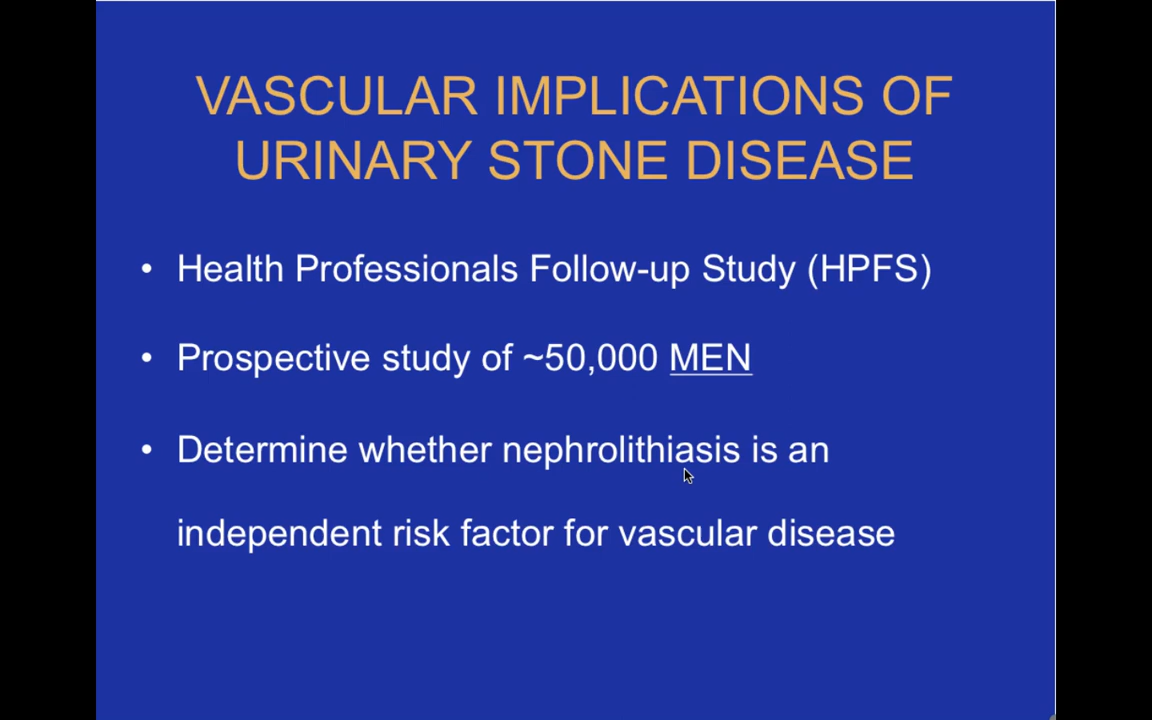 VASCULAR IMPLICATIONS OF
URINARY STONE DISEASE
• Health Professionals Follow-up Study (HPFS)
• Prospective study of ~50,000 MEN
• Determine whether nephrolithiasis is an
independent risk factor for vascular disease